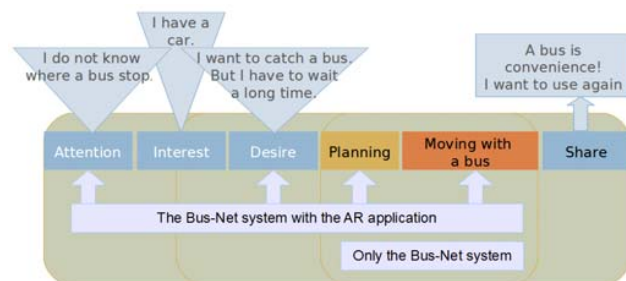 I have a
car.
I do not know
where a bus stop.
I want to catch a bus.
But I have to wait
a long time.
A bus is
convenience!
I want to use again
Attention
Interest
Desire
Planning
Moving with
a bus
Share
The Bus-Net system with the AR application
Only the Bus-Net system